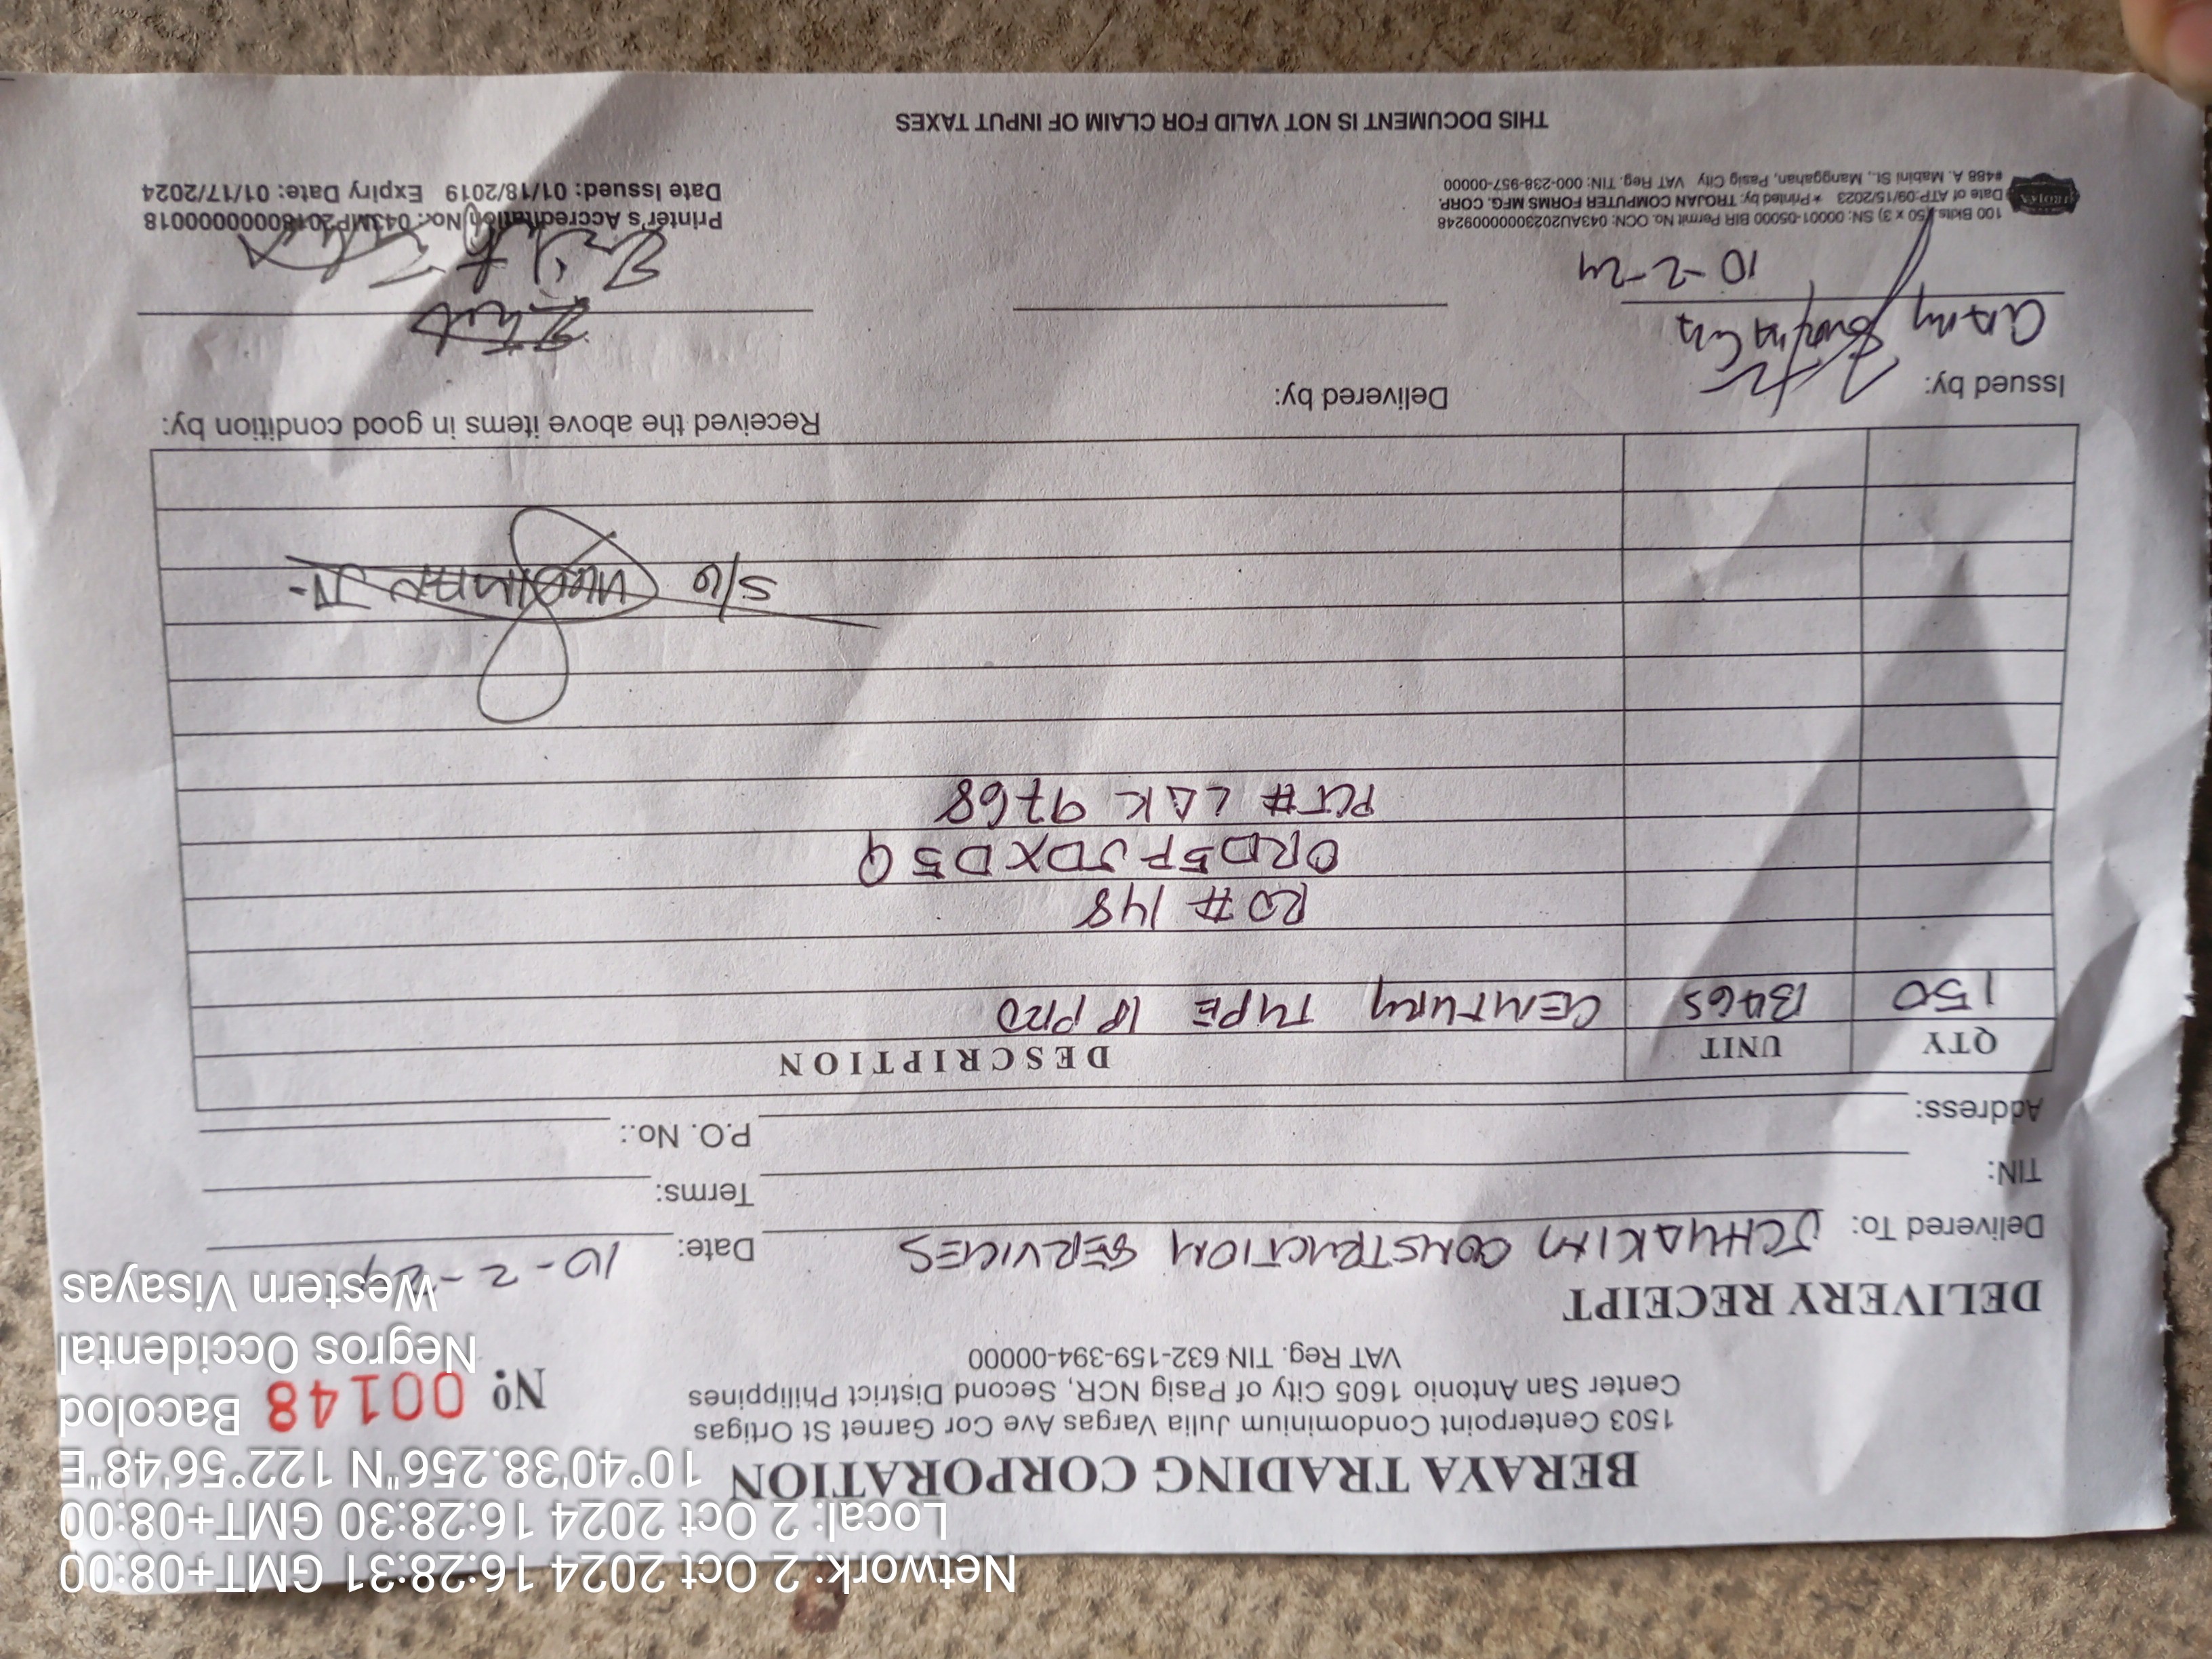 Network: 2 Oct 2024 16:28:31 GMT+08:00
Local: 2 Oct 2024 16:28:30 GMT+08:00
10°40'38.256"N 122°56'48"E
Bacolod
Negros Occidental
Western Visayas
BERAYA TRADING CORPORATION
1503 Centerpoint Condominium Julia Vargas Ave Cor Garnet St Ortigas
Center San Antonio 1605 City of Pasig NCR, Second District Philippines
VAT Reg. TIN 632-159-394-00000
Nº 00148
DELIVERY RECEIPT
Delivered To: JCHYAKIM CONSTRUCTION SERVICES
Date: 10-2-24
TIN:
Terms:
Address:
P.O. No.:
QTY UNIT DESCRIPTION
150 BAGS CENTURY TYPE 1P PRO
RO# 148
ORD5PJDXD5Q
PLT# LAK 9768
S/G
Issued by:
Delivered by:
Received the above items in good condition by:
10-2-24
100 Bklts (50 x 3) SN: 00001-05000 BIR Permit No. OCN: 043AU20230000009248
Date of ATP:09/15/2023 * Printed by: TROJAN COMPUTER FORMS MFG. CORP.
#488 A. Mabini St., Manggahan, Pasig City VAT Reg. TIN: 000-238-957-00000
TROJAN
Printer's Accreditation No.: 043MP20180000000018
Date Issued: 01/18/2019 Expiry Date: 01/17/2024
THIS DOCUMENT IS NOT VALID FOR CLAIM OF INPUT TAXES